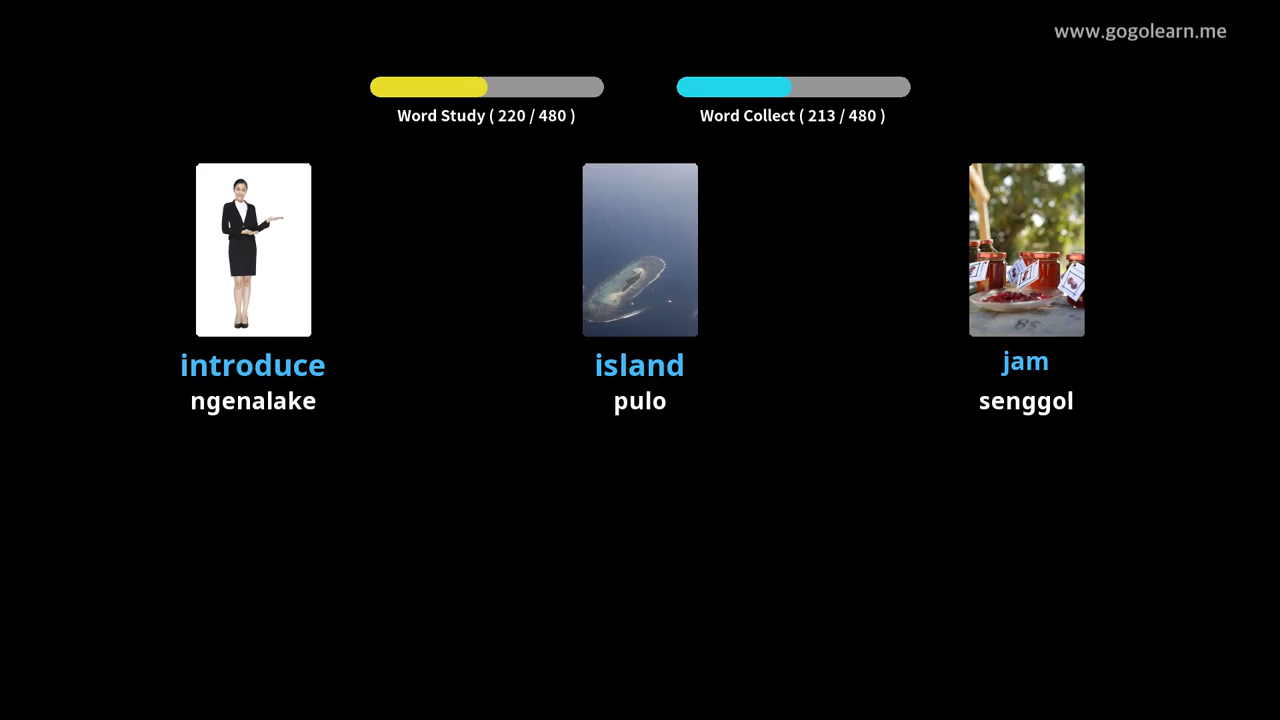 www.gogolearn.me
Word Study ( 220 / 480 )
Word Collect ( 213 / 480 )
introduce
ngenalake
island
pulo
jam
senggol